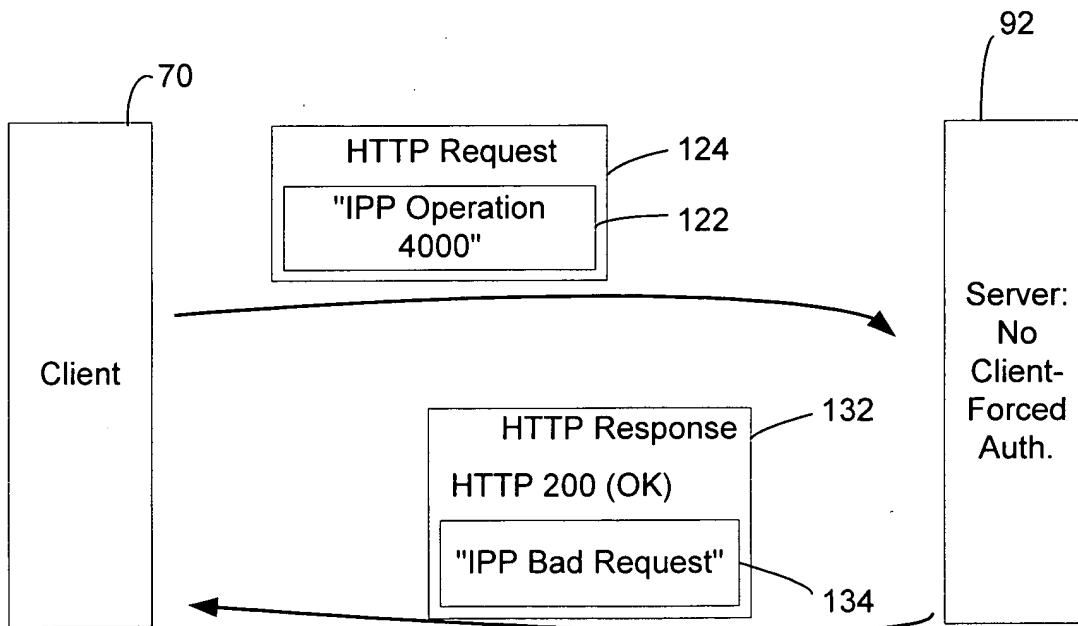 92
70
HTTP Request
124
"IPP Operation
4000"
122
Client
Server:
No
Client-
Forced
Auth.
HTTP Response
132
HTTP 200 (OK)
"IPP Bad Request"
134